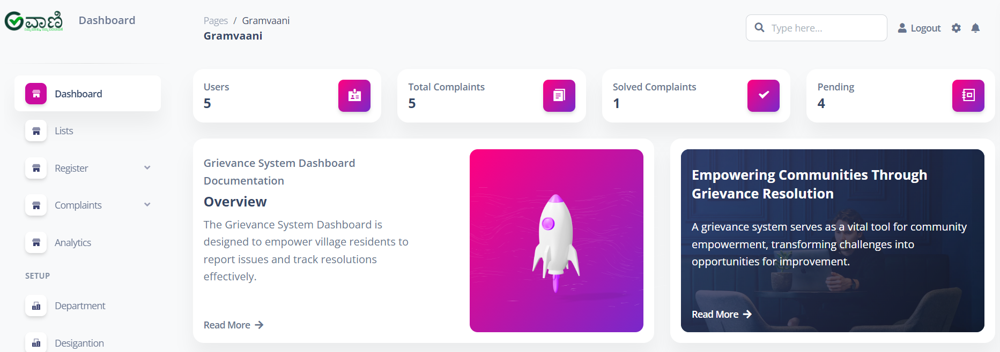 ವಾಣಿ
Dashboard
Pages / Gramvaani
Gramvaani
Type here...
Logout
Dashboard
Lists
Register
Complaints
Analytics
SETUP
Department
Desigantion
Users
5
Total Complaints
5
Solved Complaints
1
Pending
4
Grievance System Dashboard
Documentation
Overview
The Grievance System Dashboard is
designed to empower village residents to
report issues and track resolutions
effectively.
Read More
Empowering Communities Through
Grievance Resolution
A grievance system serves as a vital tool for community
empowerment, transforming challenges into
opportunities for improvement.
Read More